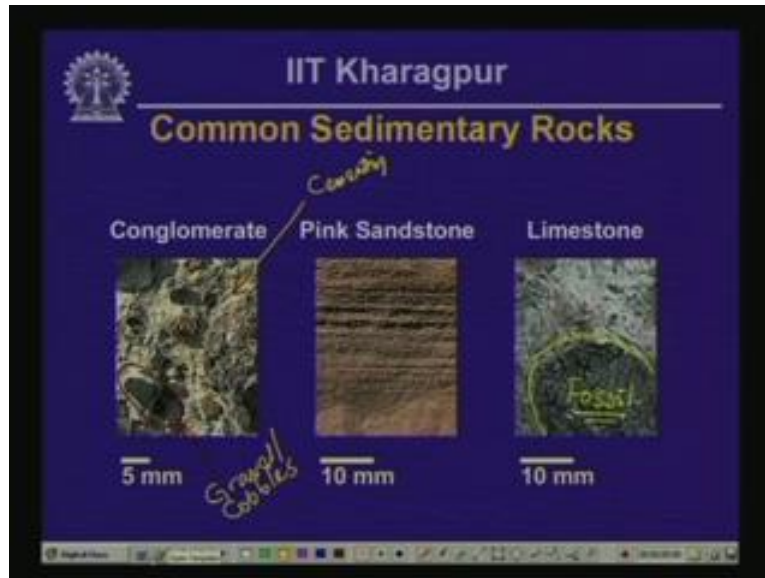 IIT Kharagpur
Common Sedimentary Rocks
Conglomerate
Pink Sandstone
Limestone
Fossil
5 mm
Gravel/
Cobbles
10 mm
10 mm